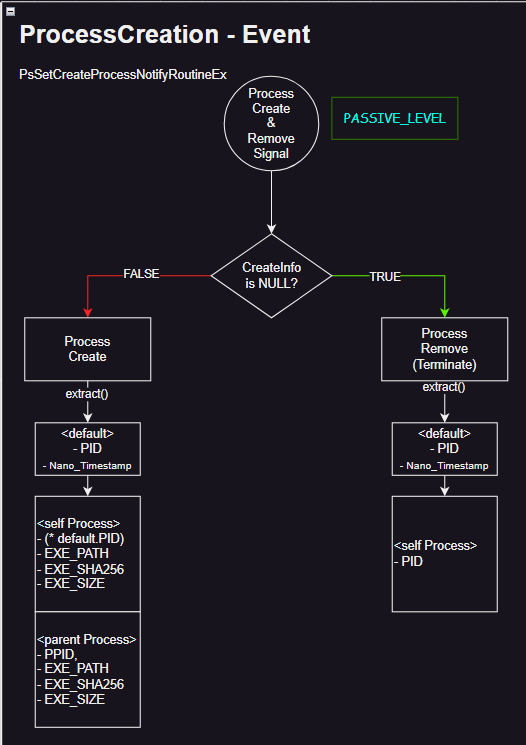 ProcessCreation - Event
PsSetCreateProcessNotifyRoutineEx
Process
Create
&
Remove
Signal
PASSIVE_LEVEL
CreateInfo
is NULL?
FALSE
TRUE
Process
Create
Process
Remove
(Terminate)
extract()
extract()
<default>
- PID
- Nano_Timestamp
<default>
- PID
- Nano_Timestamp
<self Process>
- (* default.PID)
- EXE_PATH
- EXE_SHA256
- EXE_SIZE
<self Process>
- PID
<parent Process>
- PPID,
- EXE_PATH
- EXE_SHA256
- EXE_SIZE